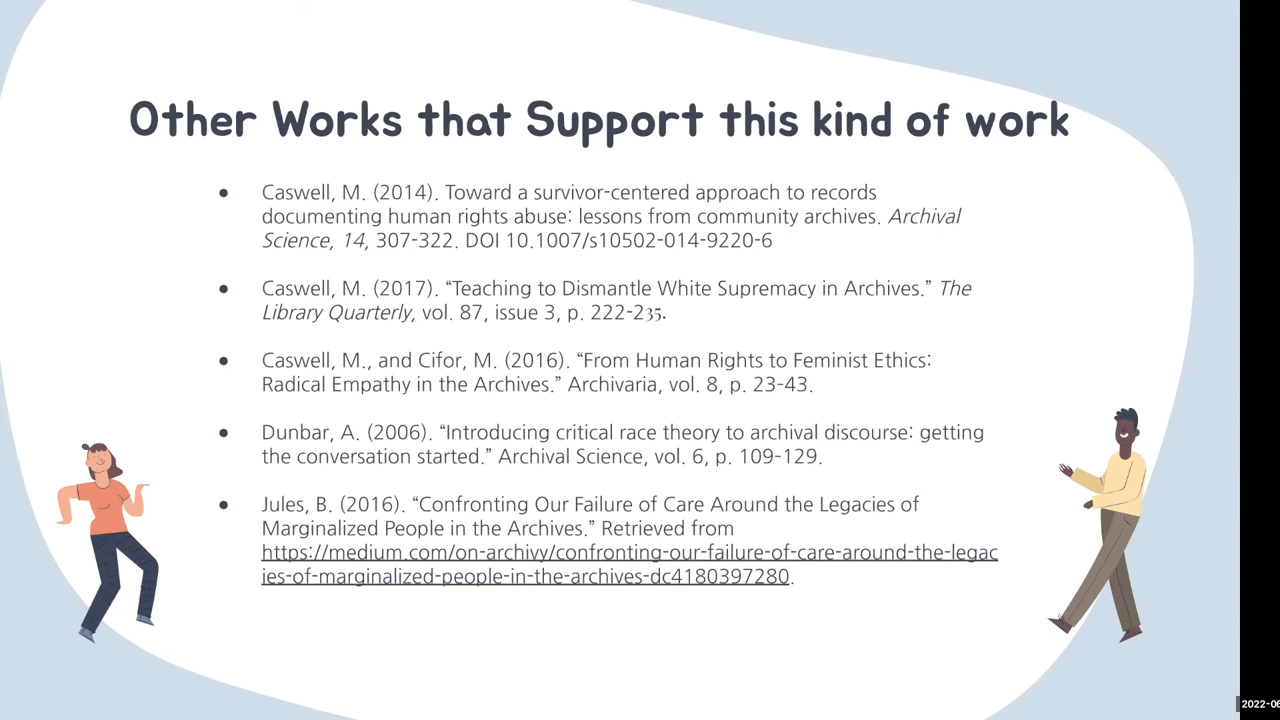 Other Works that Support this kind of work
● Caswell, M. (2014). Toward a survivor-centered approach to records
documenting human rights abuse: lessons from community archives. Archival
Science, 14, 307-322. DOI 10.1007/s10502-014-9220-6
● Caswell, M. (2017). “Teaching to Dismantle White Supremacy in Archives.” The
Library Quarterly, vol. 87, issue 3, p. 222-235.
● Caswell, M., and Cifor, M. (2016). “From Human Rights to Feminist Ethics:
Radical Empathy in the Archives.” Archivaria, vol. 8, p. 23-43.
● Dunbar, A. (2006). “Introducing critical race theory to archival discourse: getting
the conversation started.” Archival Science, vol. 6, p. 109-129.
● Jules, B. (2016). “Confronting Our Failure of Care Around the Legacies of
Marginalized People in the Archives.” Retrieved from
https://medium.com/on-archivy/confronting-our-failure-of-care-around-the-legac
ies-of-marginalized-people-in-the-archives-dc4180397280.